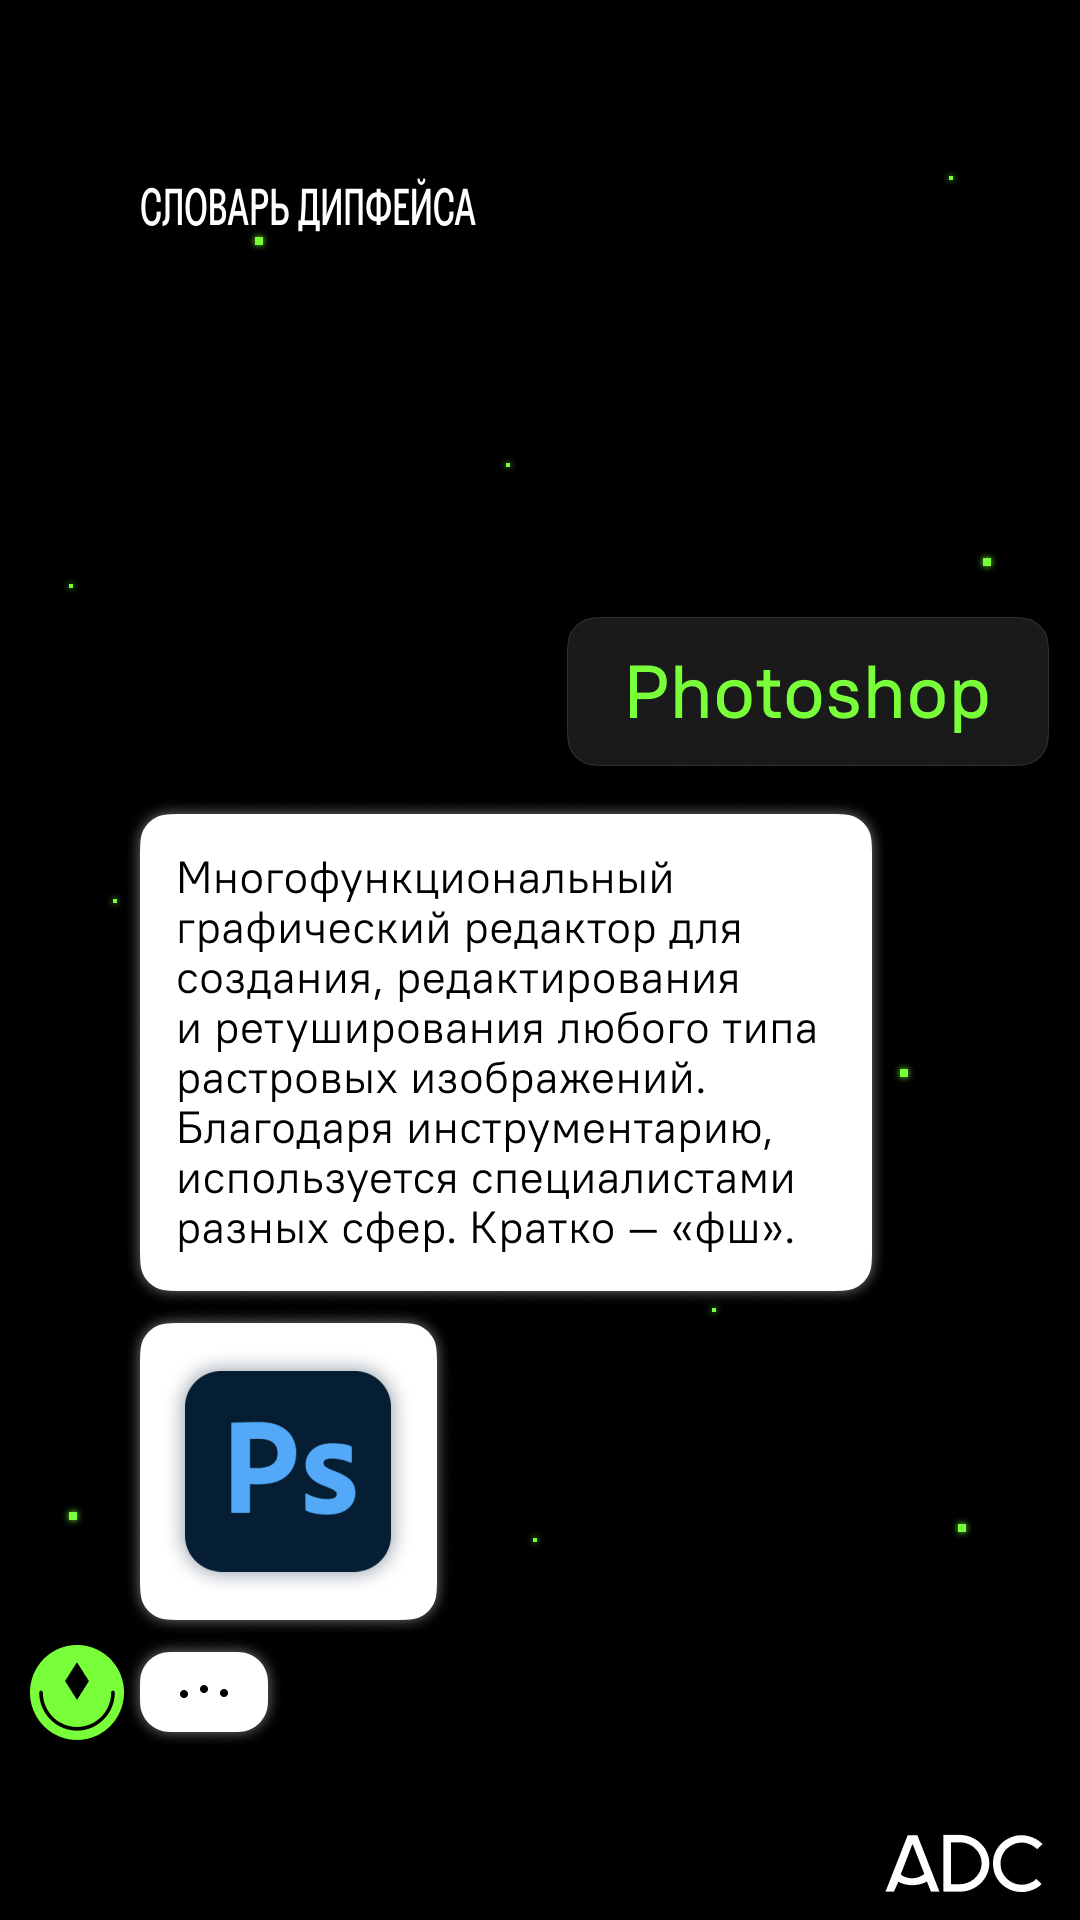 СЛОВАРЬ ДИПФЕЙСА
Photoshop
Многофункциональный
графический редактор для
создания, редактирования
и ретуширования любого типа
растровых изображений.
Благодаря инструментарию,
используется специалистами
разных сфер. Кратко — «фш».
Ps
ADC